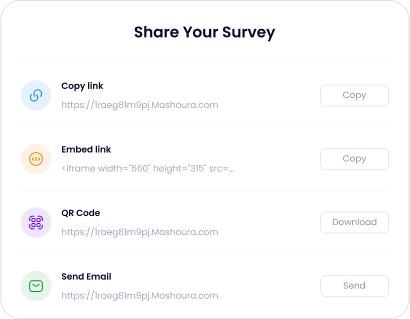 Share Your Survey
Copy link
https://1raeg81m9pj.Mashoura.com
Copy
Embed link
<iframe width="560" height="315" src=...
Copy
QR Code
https://1raeg81m9pj.Mashoura.com
Download
Send Email
https://1raeg81m9pj.Mashoura.com
Send